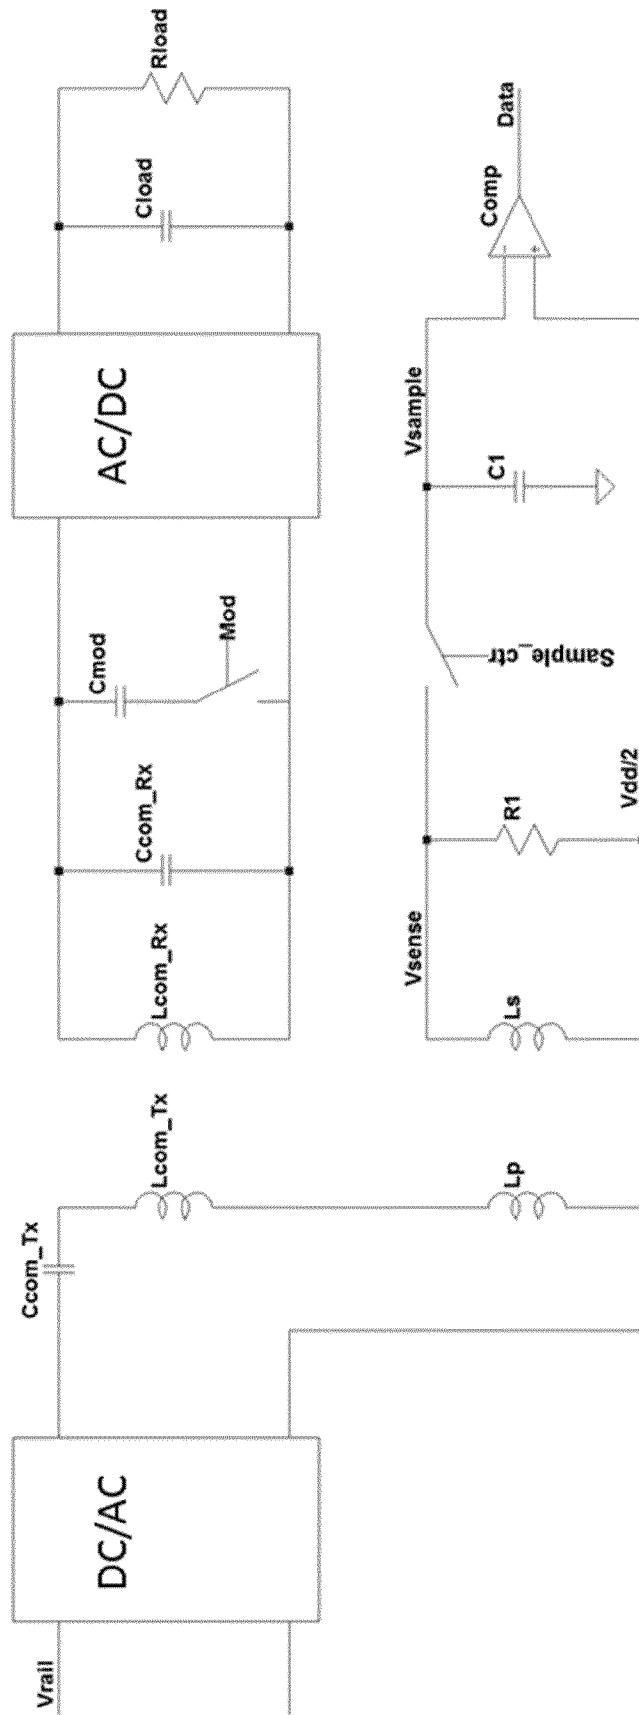 Vrail
DC/AC
Ccom_Tx
Lcom_Tx
Lp
Lcom_Rx
Ccom_Rx
Cmod
Mod
AC/DC
Cload
Rload
Ls
Vsense
R1
Vdd/2
Sample_ctr
C1
Vsample
Comp
Data